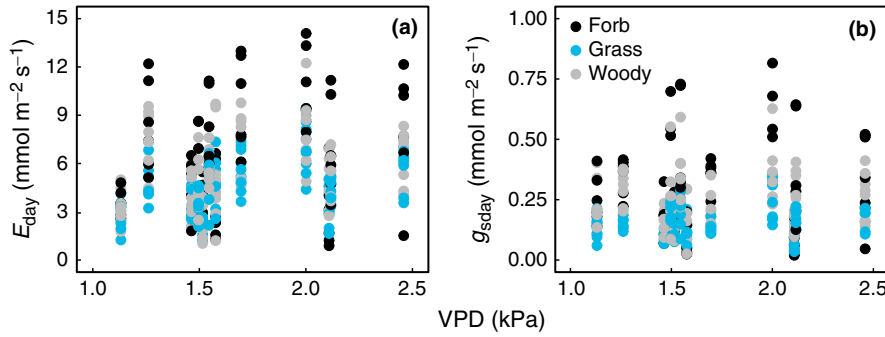 (a)
E_day (mmol m⁻² s⁻¹)
15
12
9
6
3
0
1.0 1.5 2.0 2.5
(b)
Forb
Grass
Woody
g_sday (mmol m⁻² s⁻¹)
1.00
0.75
0.50
0.25
0.00
1.0 1.5 2.0 2.5
VPD (kPa)